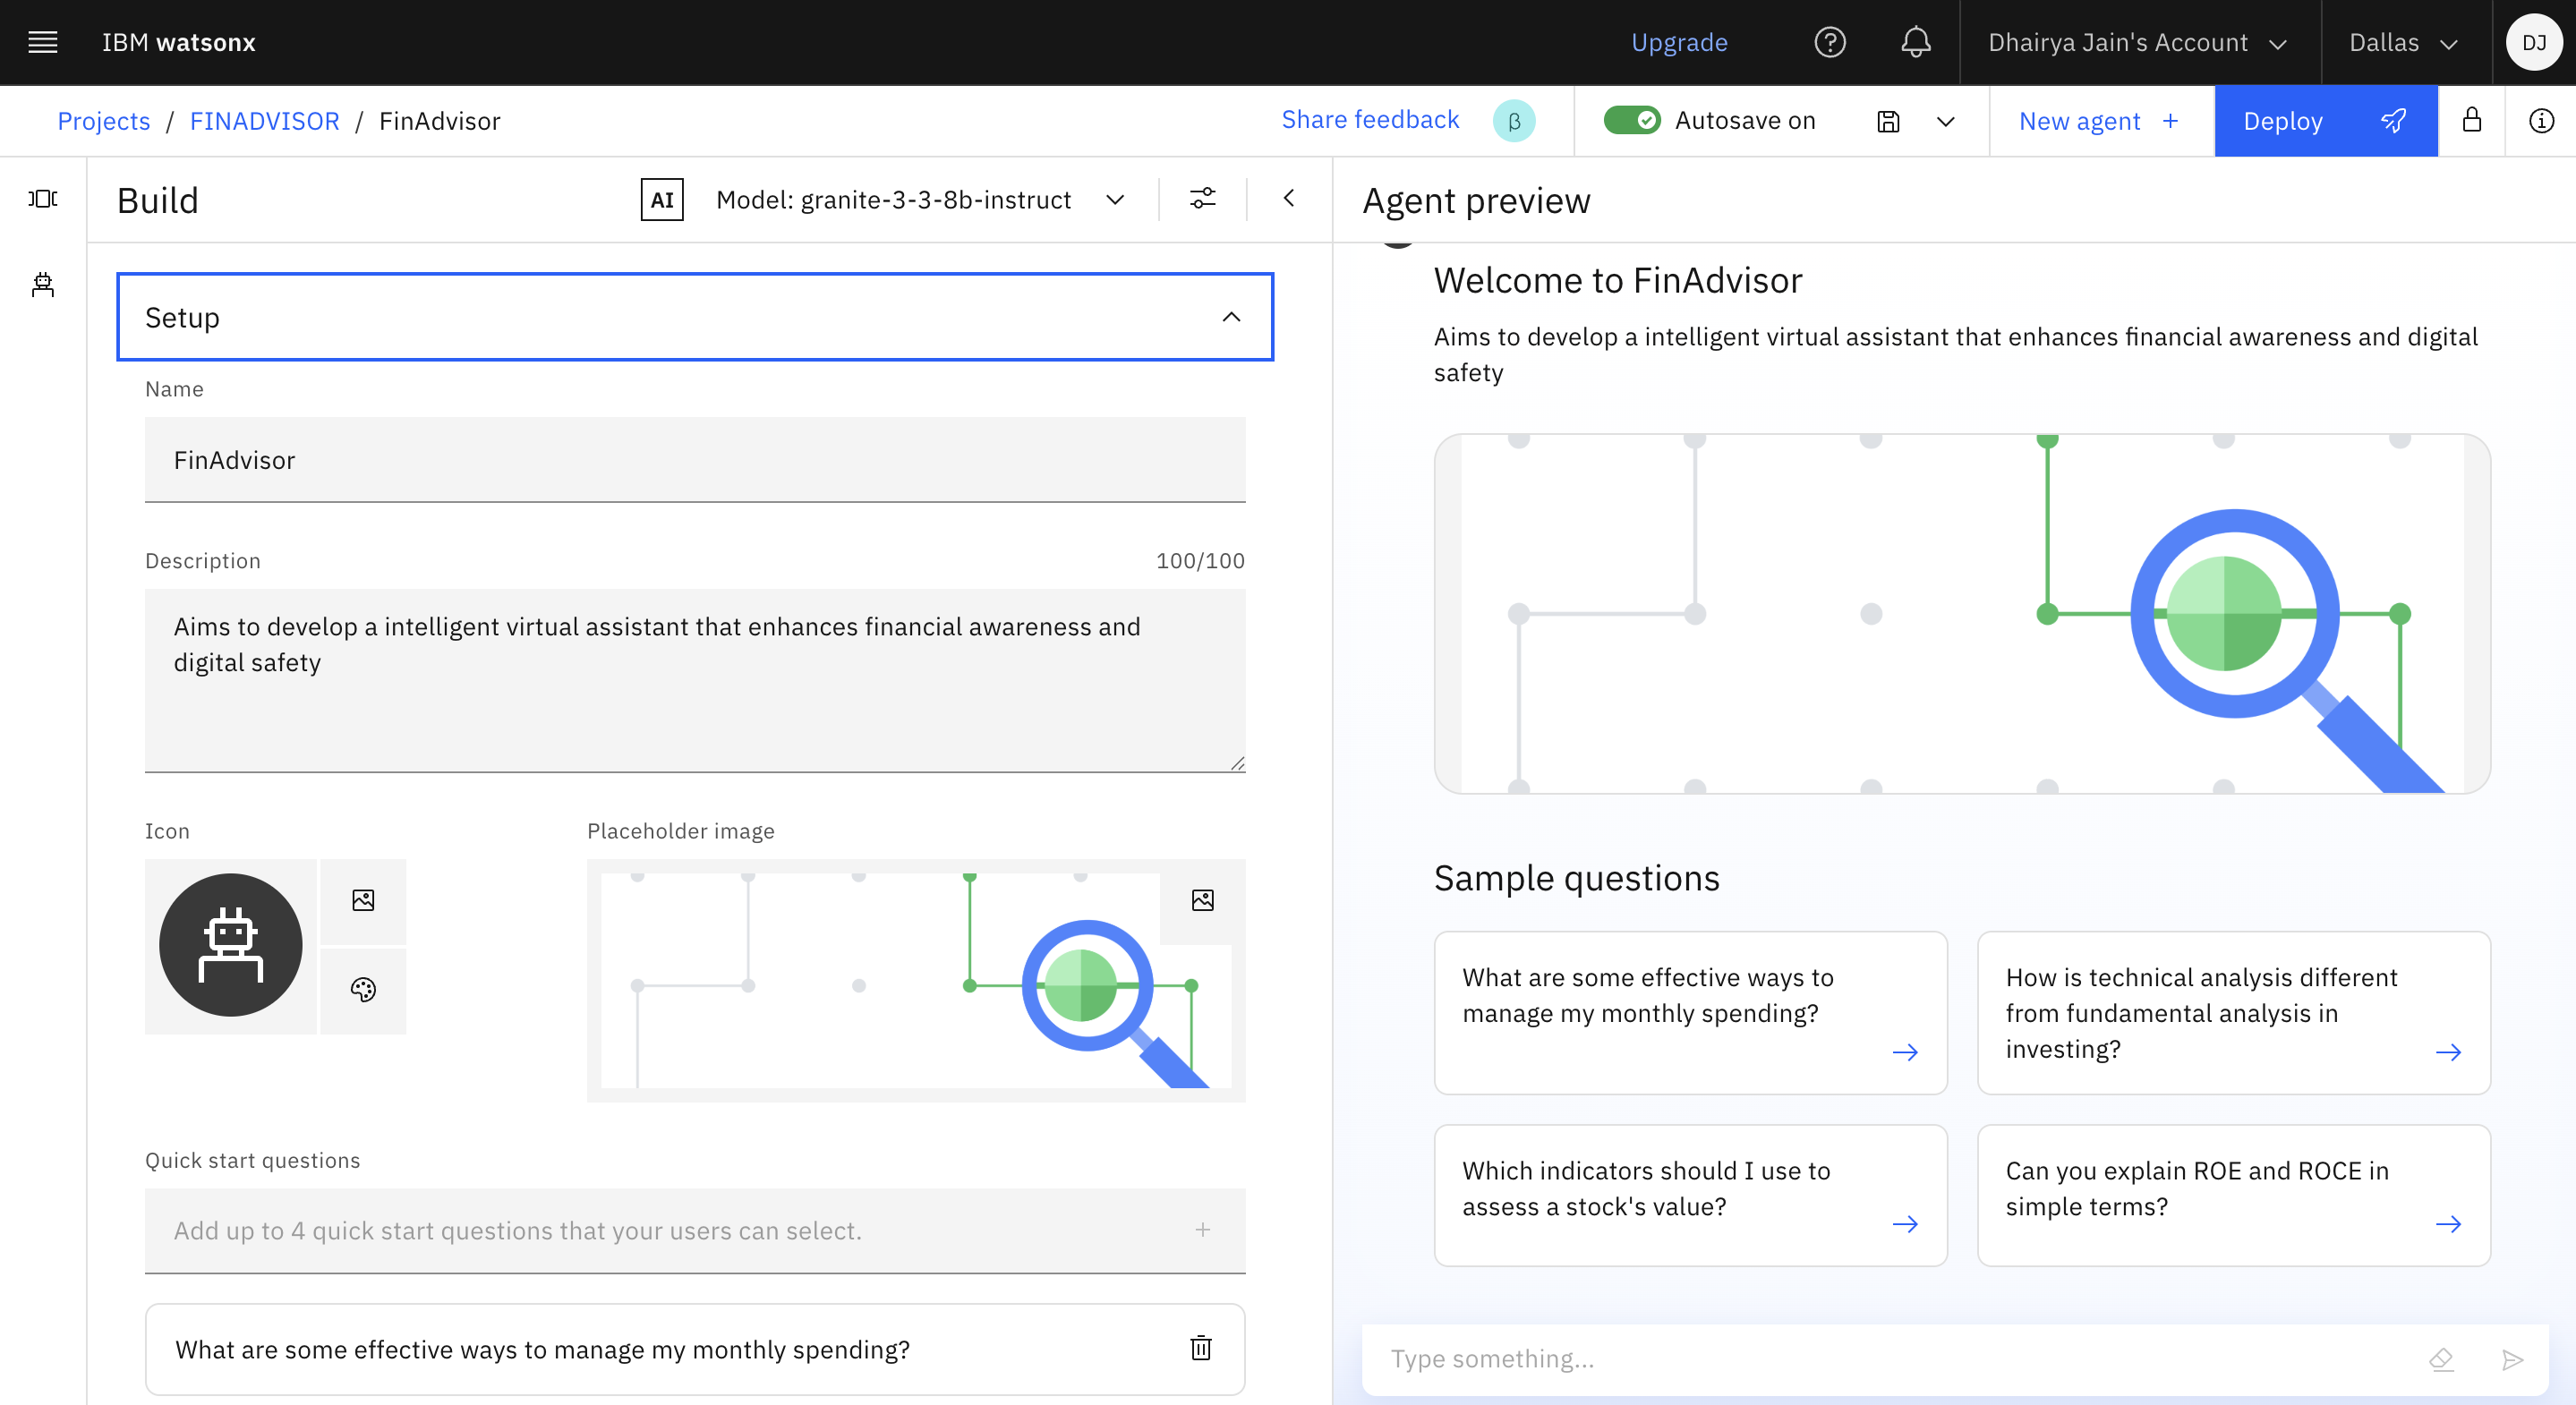 IBM watsonx
Upgrade
Dhairya Jain's Account
Dallas
DJ
Projects / FINADVISOR / FinAdvisor
Share feedback
β
Autosave on
New agent +
Deploy
Build
AI
Model: granite-3-3-8b-instruct
Setup
Name
FinAdvisor
Description
100/100
Aims to develop a intelligent virtual assistant that enhances financial awareness and
digital safety
Icon
Placeholder image
Quick start questions
Add up to 4 quick start questions that your users can select.
What are some effective ways to manage my monthly spending?
Agent preview
Welcome to FinAdvisor
Aims to develop a intelligent virtual assistant that enhances financial awareness and digital
safety
Sample questions
What are some effective ways to
manage my monthly spending?
How is technical analysis different
from fundamental analysis in
investing?
Which indicators should I use to
assess a stock's value?
Can you explain ROE and ROCE in
simple terms?
Type something...